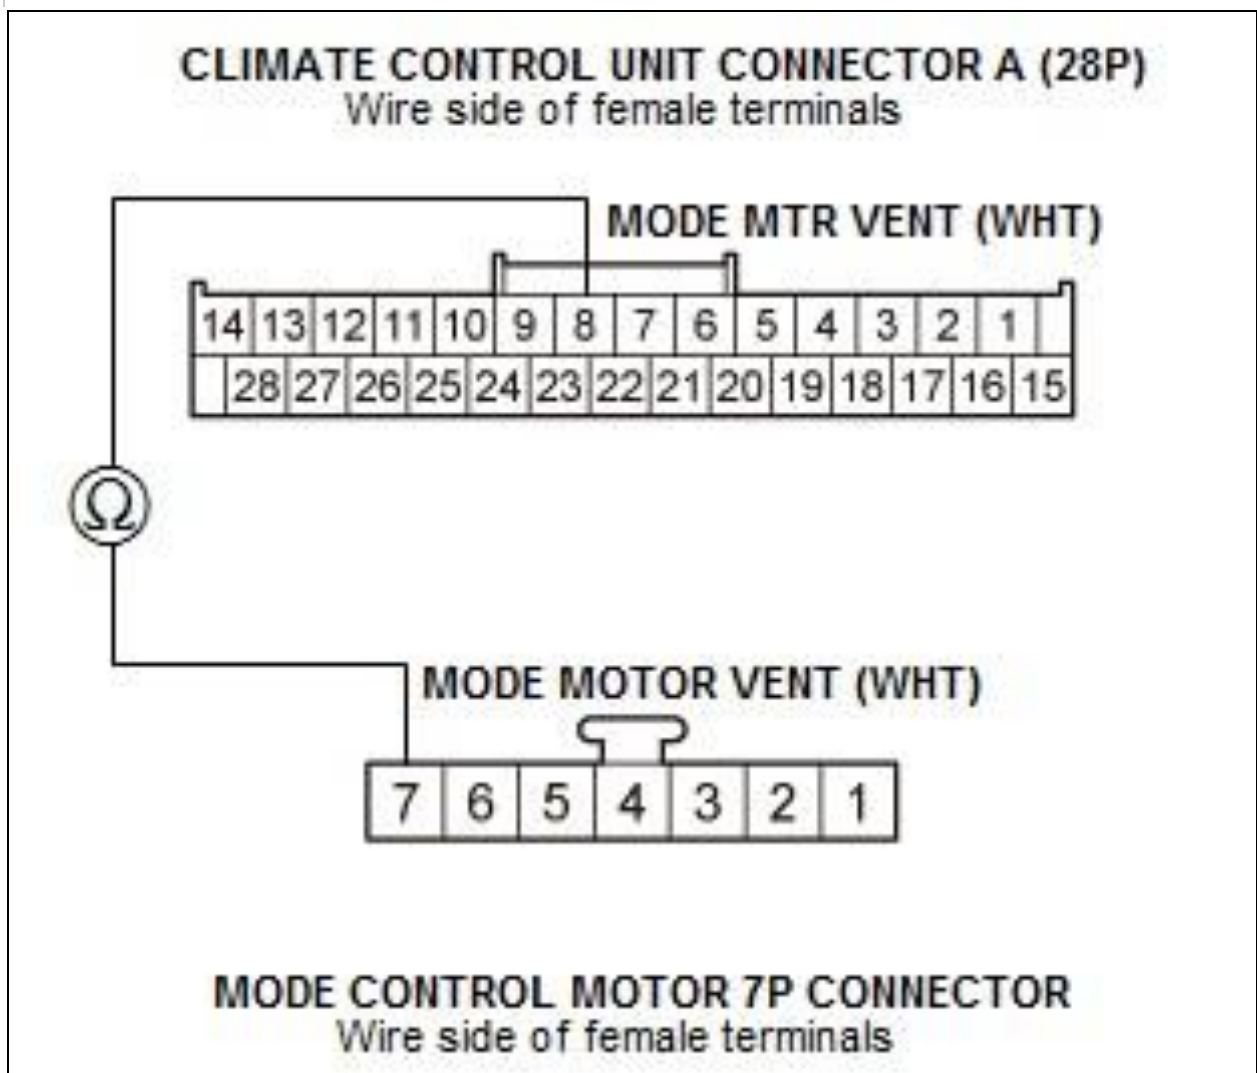 CLIMATE CONTROL UNIT CONNECTOR A (28P)
Wire side of female terminals
MODE MTR VENT (WHT)
14 13 12 11 10 9 8 7 6 5 4 3 2 1
28 27 26 25 24 23 22 21 20 19 18 17 16 15
Ω
MODE MOTOR VENT (WHT)
7 6 5 4 3 2 1
MODE CONTROL MOTOR 7P CONNECTOR
Wire side of female terminals